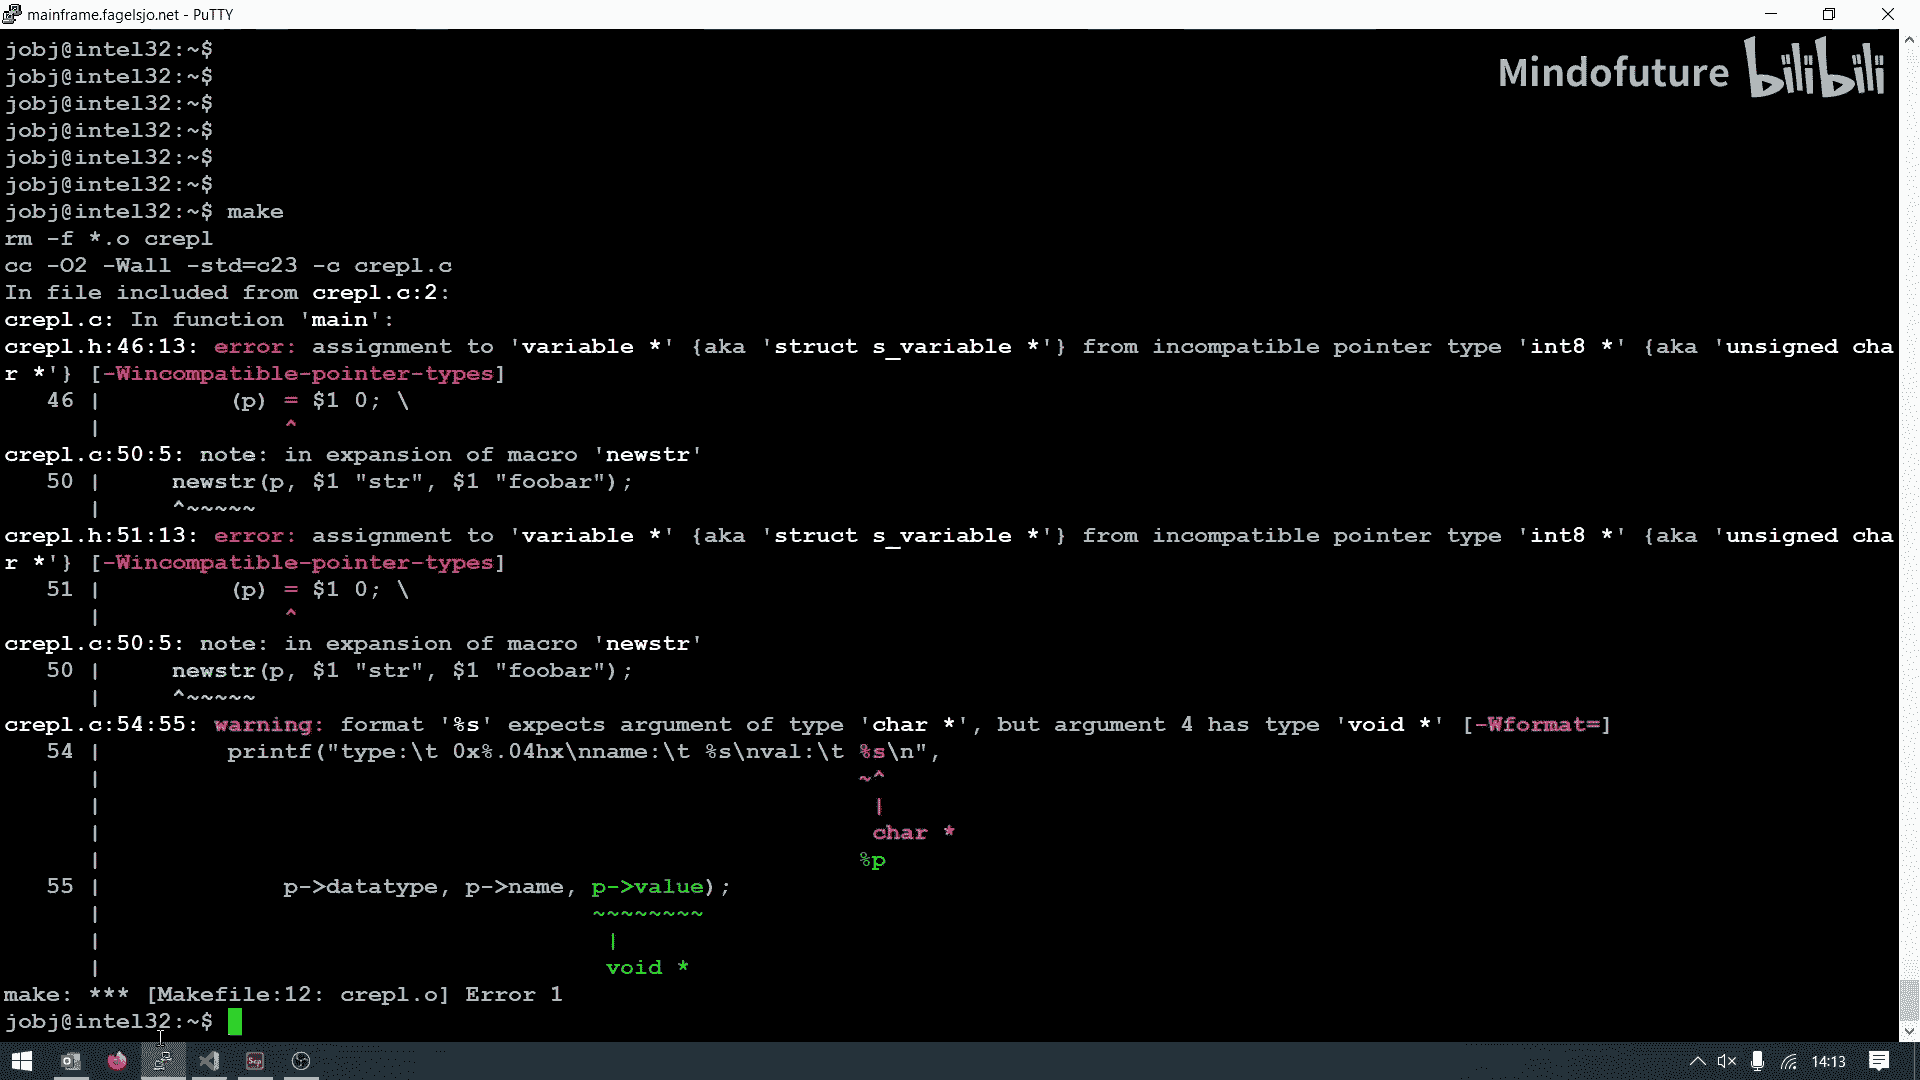 mainframe.fagelsjo.net - PuTTY
Mindofuture bilibili
jobj@intel32:~$
jobj@intel32:~$
jobj@intel32:~$
jobj@intel32:~$
jobj@intel32:~$
jobj@intel32:~$
jobj@intel32:~$ make
rm -f *.o crepl
cc -O2 -Wall -std=c23 -c crepl.c
In file included from crepl.c:2:
crepl.c: In function 'main':
crepl.h:46:13: error: assignment to 'variable *' {aka 'struct s_variable *'} from incompatible pointer type 'int8 *' {aka 'unsigned cha
r *'} [-Wincompatible-pointer-types]
46 | (p) = $1 0; \
| ^
crepl.c:50:5: note: in expansion of macro 'newstr'
50 | newstr(p, $1 "str", $1 "foobar");
| ^~~~~~
crepl.h:51:13: error: assignment to 'variable *' {aka 'struct s_variable *'} from incompatible pointer type 'int8 *' {aka 'unsigned cha
r *'} [-Wincompatible-pointer-types]
51 | (p) = $1 0; \
| ^
crepl.c:50:5: note: in expansion of macro 'newstr'
50 | newstr(p, $1 "str", $1 "foobar");
| ^~~~~~
crepl.c:54:55: warning: format '%s' expects argument of type 'char *', but argument 4 has type 'void *' [-Wformat=]
54 | printf("type:\t 0x%.04hx\nname:\t %s\nval:\t %s\n",
| ~^
| |
| char *
| %p
55 | p->datatype, p->name, p->value);
| ~~~~~~~~
| |
| void *
make: *** [Makefile:12: crepl.o] Error 1
jobj@intel32:~$
14:13